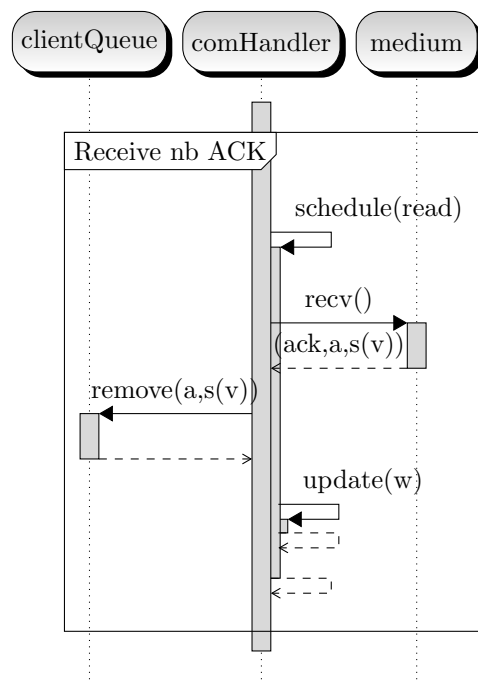 clientQueue comHandler medium
Receive nb ACK
schedule(read)
recv()
(ack,a,s(v))
remove(a,s(v))
update(w)